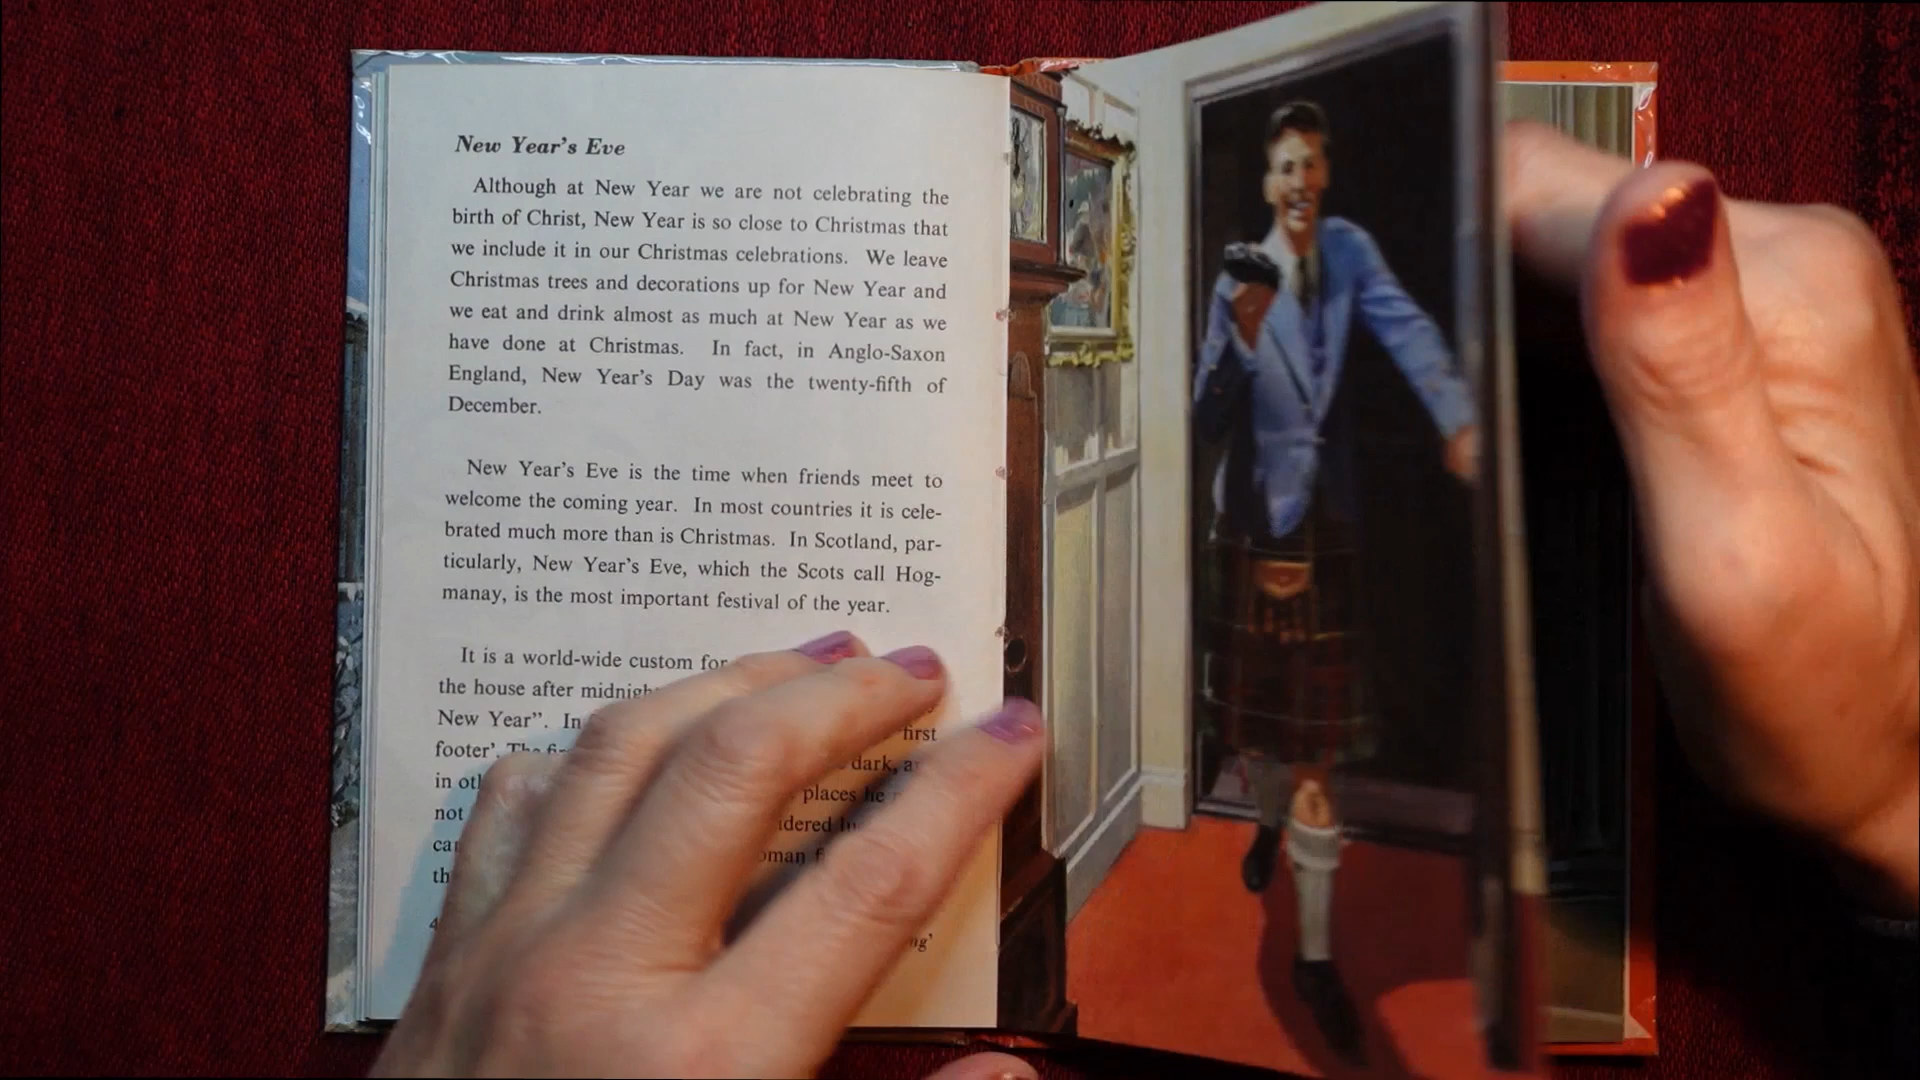 New Year's Eve
Although at New Year we are not celebrating the
birth of Christ, New Year is so close to Christmas that
we include it in our Christmas celebrations. We leave
Christmas trees and decorations up for New Year and
we eat and drink almost as much at New Year as we
have done at Christmas. In fact, in Anglo-Saxon
England, New Year's Day was the twenty-fifth of
December.
New Year's Eve is the time when friends meet to
welcome the coming year. In most countries it is cele-
brated much more than is Christmas. In Scotland, par-
ticularly, New Year's Eve, which the Scots call Hog-
manay, is the most important festival of the year.
It is a world-wide custom for
the house after midnight
New Year". In
footer'. The first
in dark,
places he
not